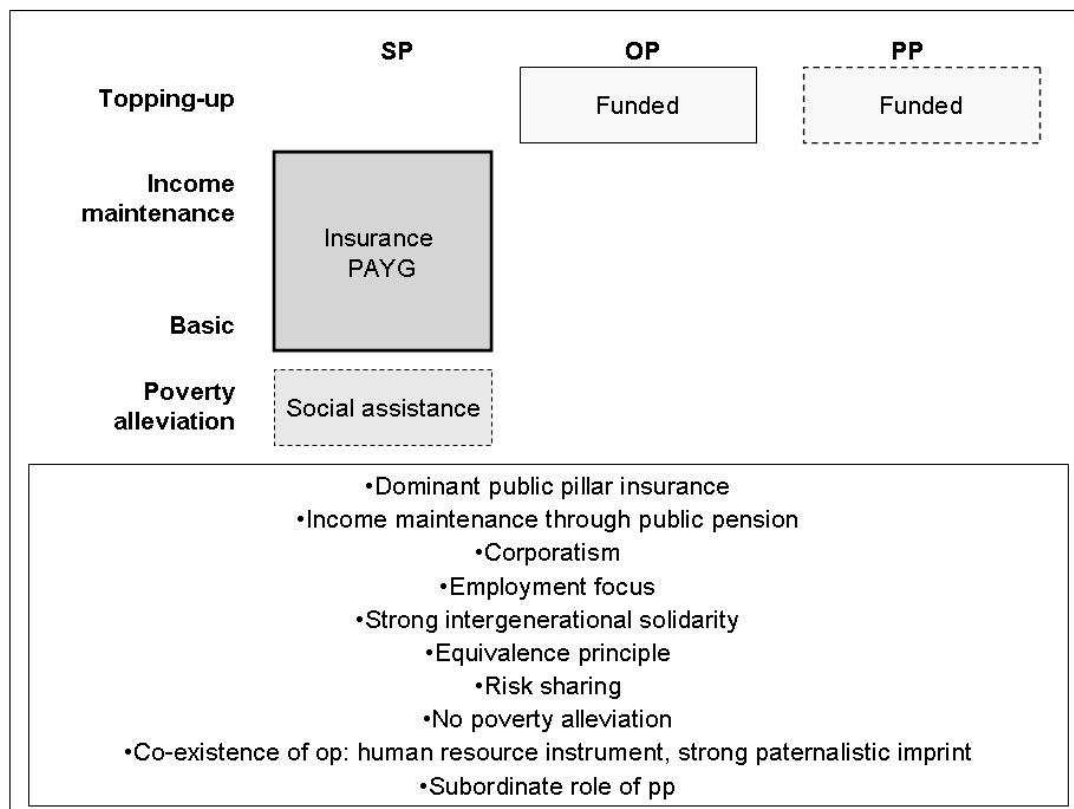 SP OP PP
Topping-up Funded Funded
Income
maintenance
Insurance
PAYG
Basic
Poverty
alleviation
Social assistance
•Dominant public pillar insurance
•Income maintenance through public pension
•Corporatism
•Employment focus
•Strong intergenerational solidarity
•Equivalence principle
•Risk sharing
•No poverty alleviation
•Co-existence of op: human resource instrument, strong paternalistic imprint
•Subordinate role of pp